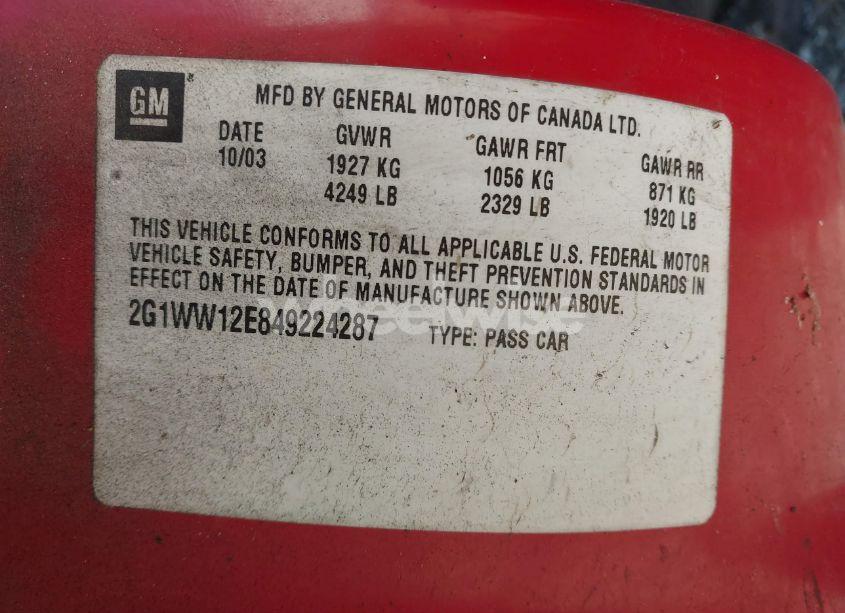 GM
MFD BY GENERAL MOTORS OF CANADA LTD.
DATE GVWR GAWR FRT GAWR RR
10/03 1927 KG 1056 KG 871 KG
4249 LB 2329 LB 1920 LB
THIS VEHICLE CONFORMS TO ALL APPLICABLE U.S. FEDERAL MOTOR
VEHICLE SAFETY, BUMPER, AND THEFT PREVENTION STANDARDS IN
EFFECT ON THE DATE OF MANUFACTURE SHOWN ABOVE.
2G1WW12E849224287 TYPE: PASS CAR